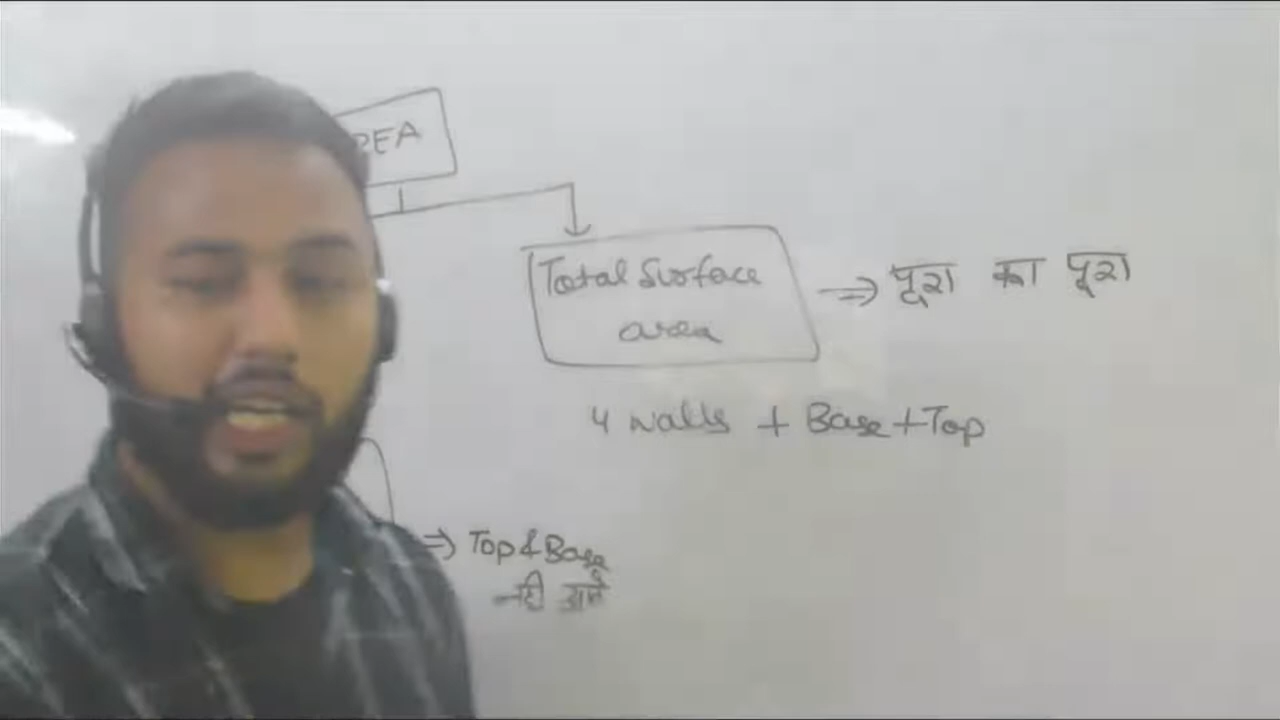 REA
Total Surface
area
⇒ पूरा का पूरा
4 walls + Base + Top
⇒ Top & Base
नही आते